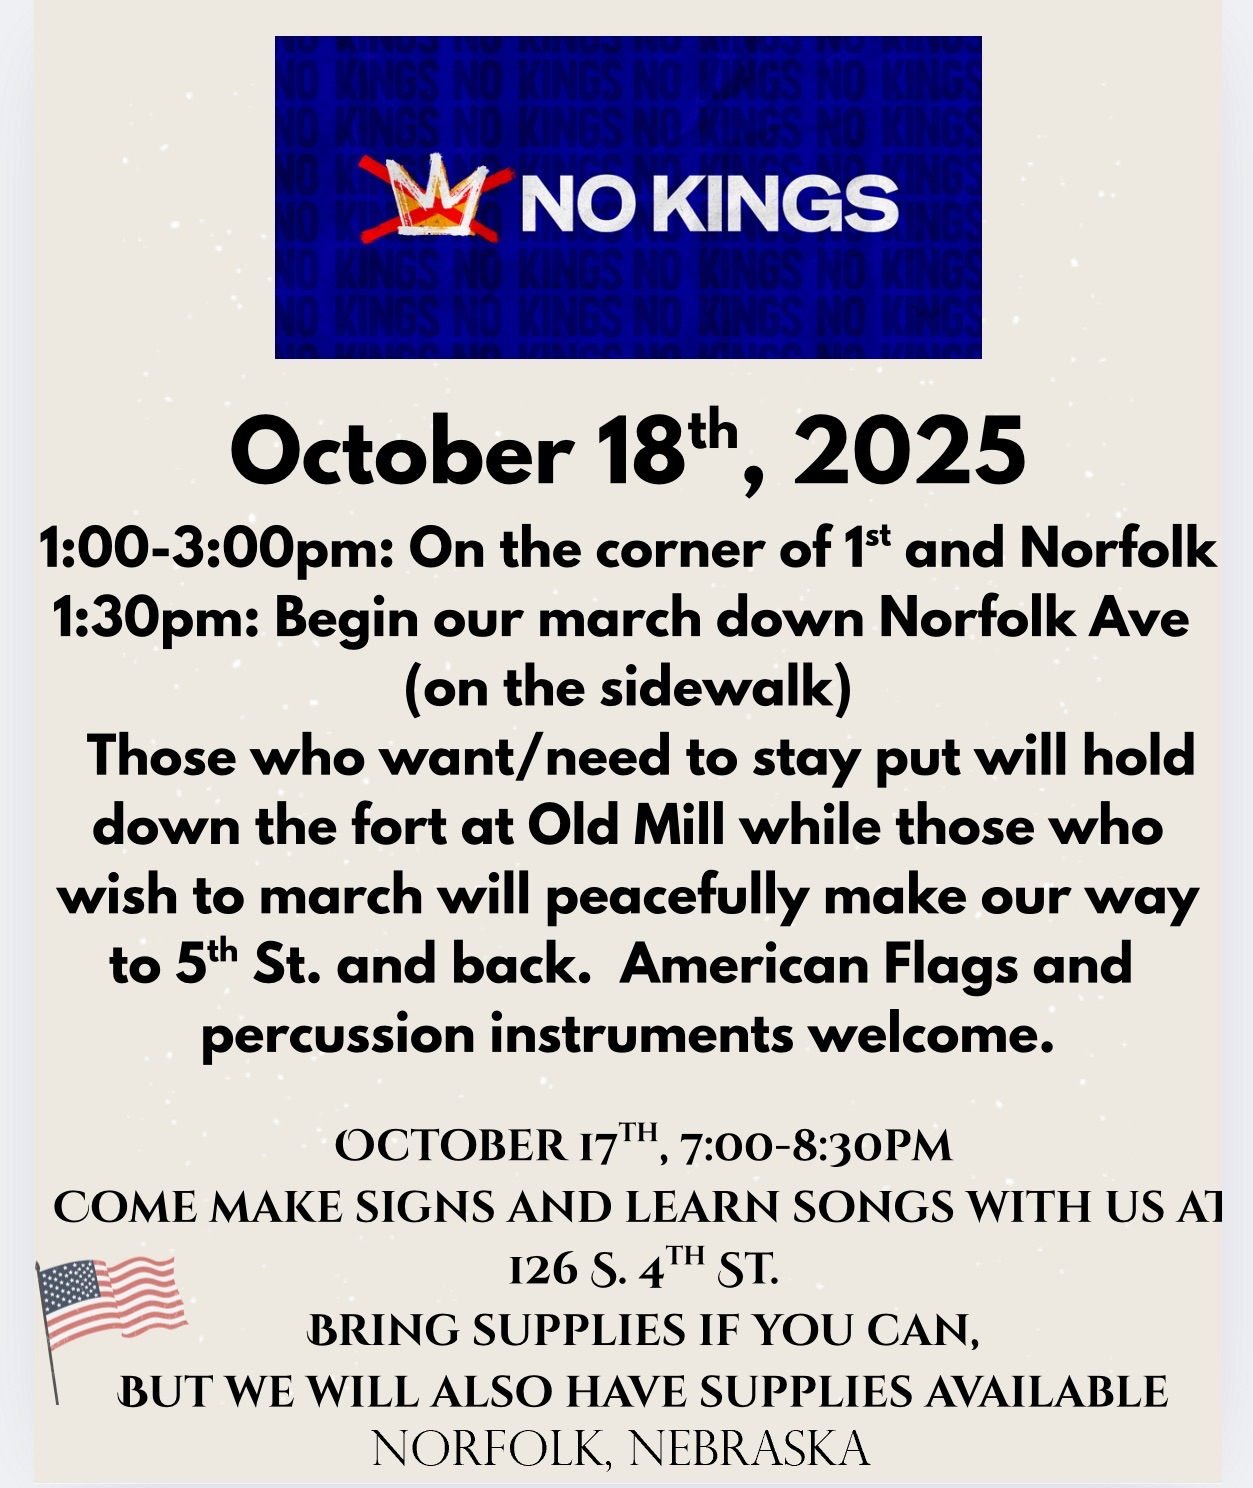 NO KINGS
October 18th, 2025
1:00-3:00pm: On the corner of 1st and Norfolk
1:30pm: Begin our march down Norfolk Ave
(on the sidewalk)
Those who want/need to stay put will hold
down the fort at Old Mill while those who
wish to march will peacefully make our way
to 5th St. and back.  American Flags and
percussion instruments welcome.
October 17th, 7:00-8:30pm
Come make signs and learn songs with us at
126 S. 4th St.
Bring supplies if you can,
But we will also have supplies available
Norfolk, Nebraska